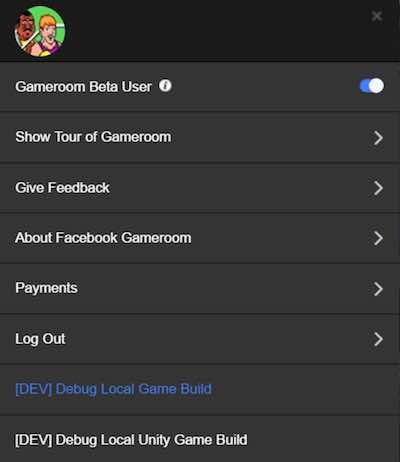 Gameroom Beta User
Show Tour of Gameroom
Give Feedback
About Facebook Gameroom
Payments
Log Out
[DEV] Debug Local Game Build
[DEV] Debug Local Unity Game Build